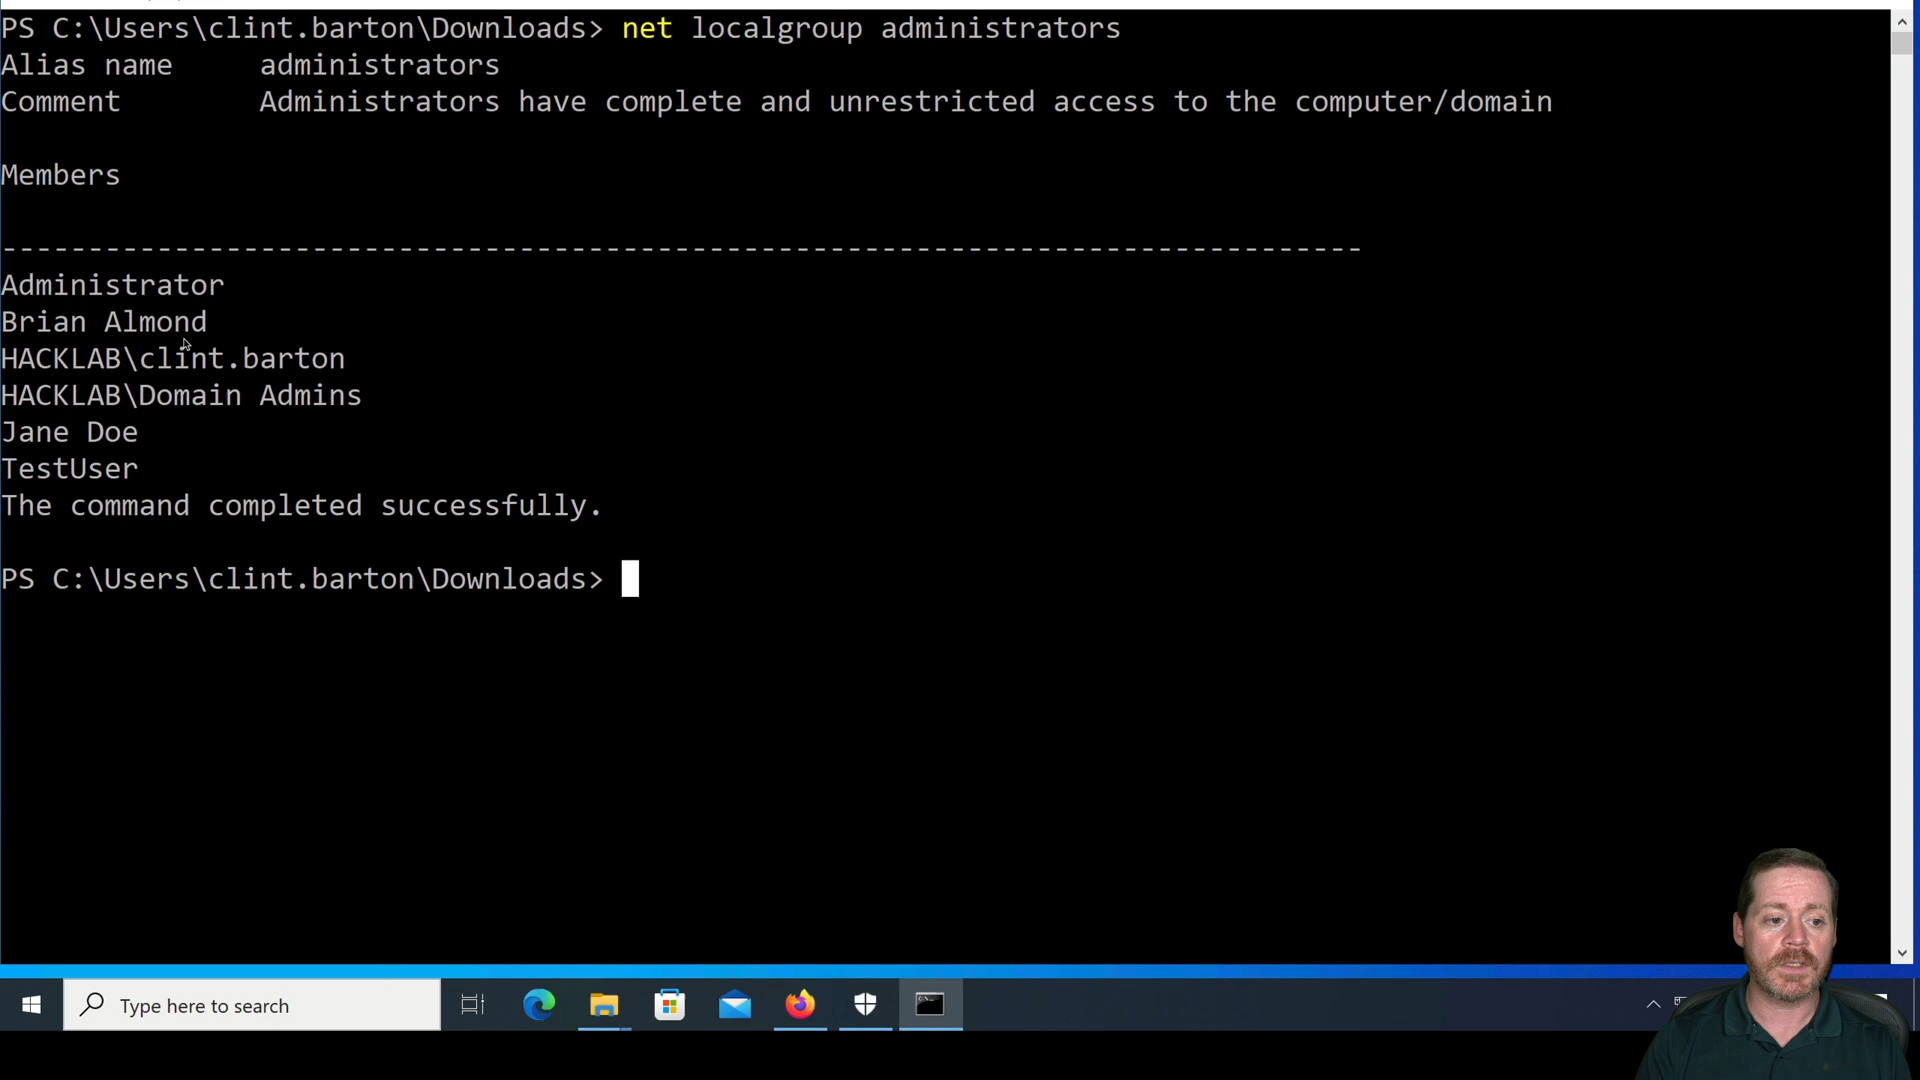 PS C:\Users\clint.barton\Downloads> net localgroup administrators
Alias name     administrators
Comment        Administrators have complete and unrestricted access to the computer/domain
Members
-------------------------------------------------------------------------------
Administrator
Brian Almond
HACKLAB\clint.barton
HACKLAB\Domain Admins
Jane Doe
TestUser
The command completed successfully.
PS C:\Users\clint.barton\Downloads>
Type here to search